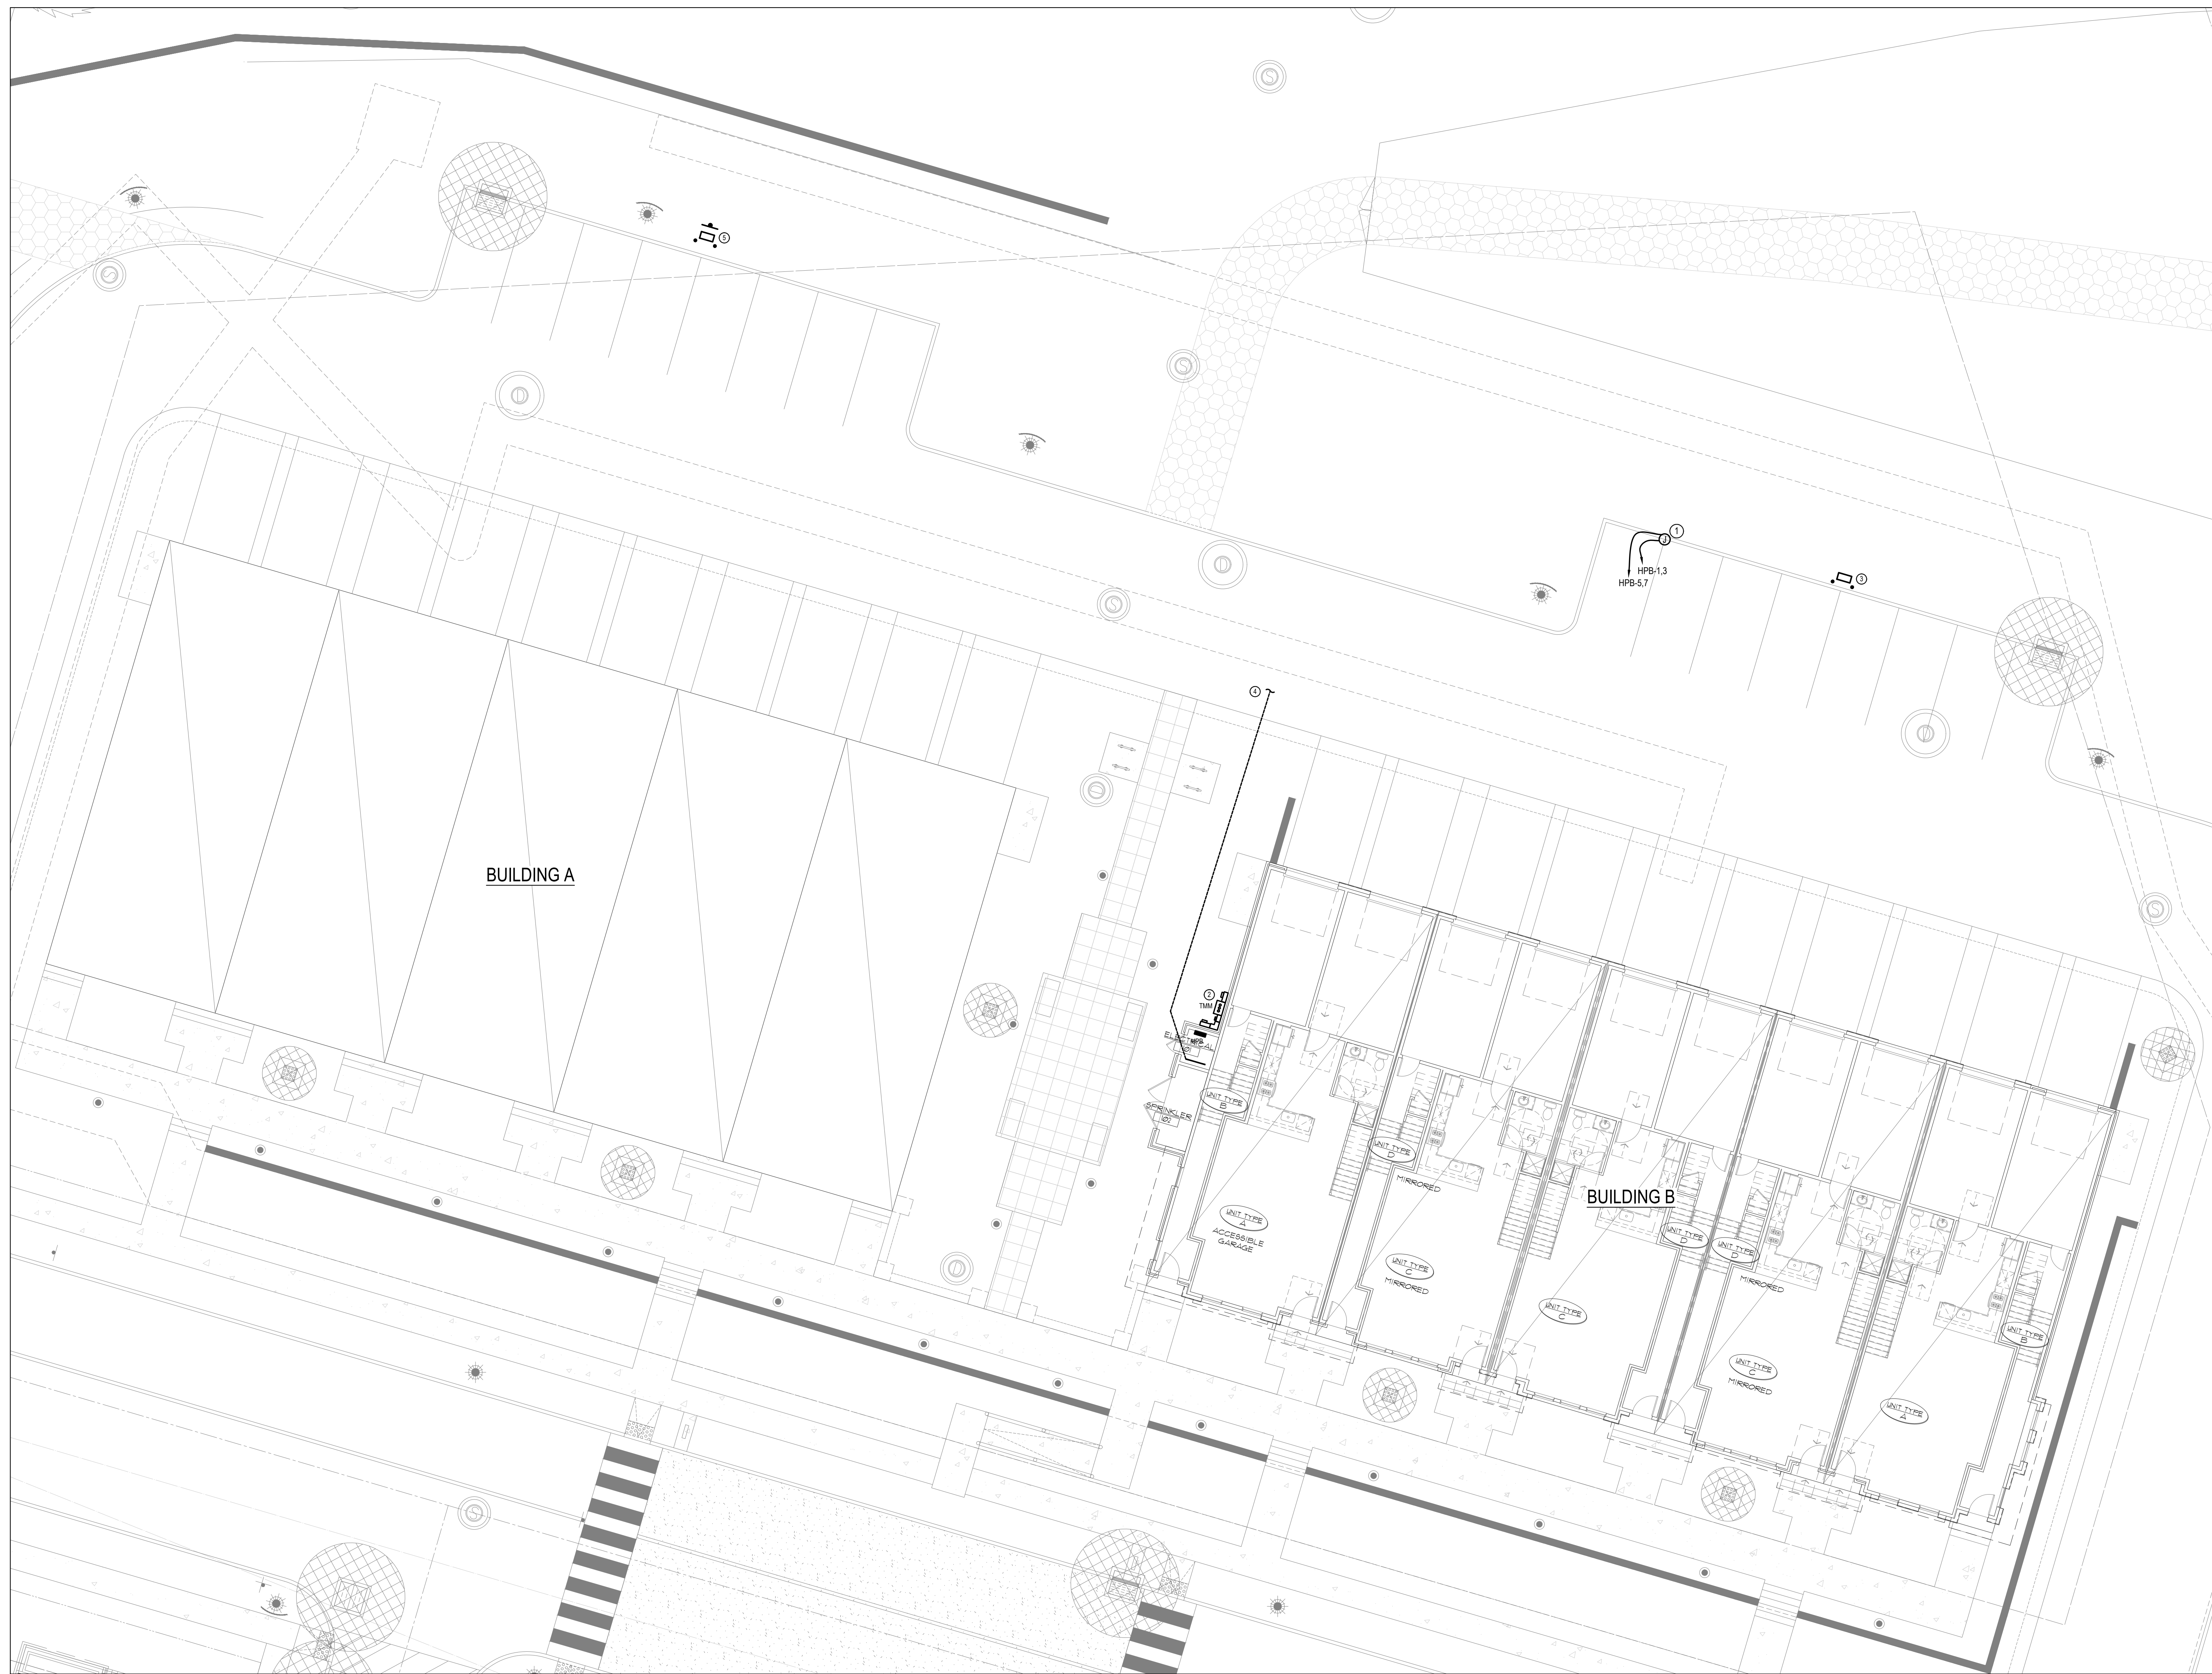 S
5
S
D
S
1
J
HPB-1,3
HPB-5,7
3
D
S
4
D
D
BUILDING A
S
2
TMM
ELECTRICAL
SPRINKLER
102
UNIT TYPE
B
UNIT TYPE
D
MIRRORED
BUILDING B
UNIT TYPE
A
ACCESSIBLE
GARAGE
UNIT TYPE
D
UNIT TYPE
D
MIRRORED
UNIT TYPE
C
MIRRORED
UNIT TYPE
C
UNIT TYPE
B
UNIT TYPE
C
MIRRORED
UNIT TYPE
A
D
S